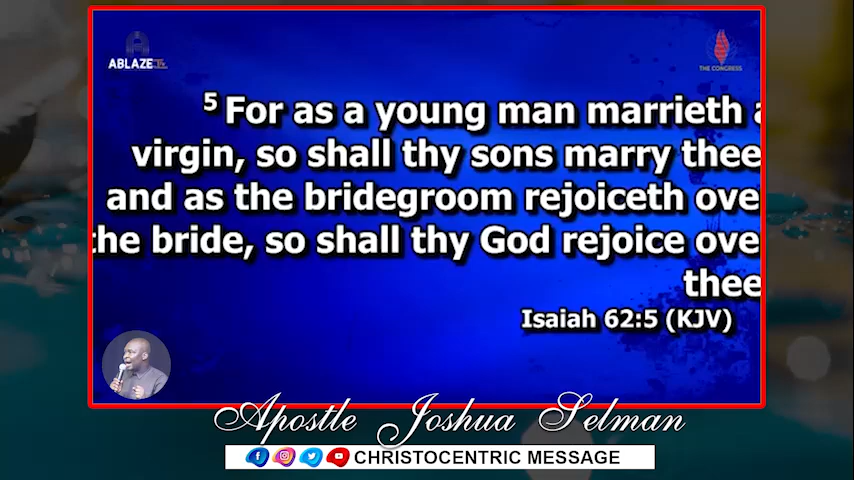 ABLAZE TV
THE CONGRESS
5 For as a young man marrieth a
virgin, so shall thy sons marry thee
and as the bridegroom rejoiceth ove
the bride, so shall thy God rejoice ove
thee
Isaiah 62:5 (KJV)
Apostle Joshua Selman
CHRISTOCENTRIC MESSAGE